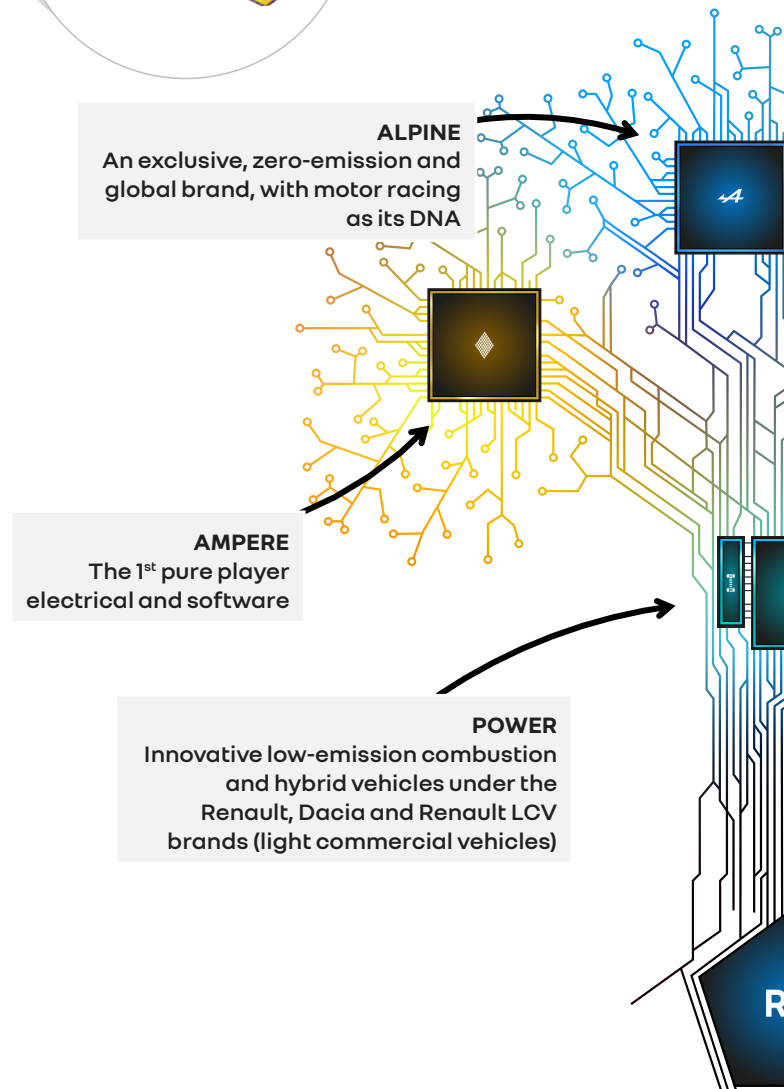 ALPINE
An exclusive, zero-emission and
global brand, with motor racing
as its DNA
AMPERE
The 1st pure player
electrical and software
POWER
Innovative low-emission combustion
and hybrid vehicles under the
Renault, Dacia and Renault LCV
brands (light commercial vehicles)
R